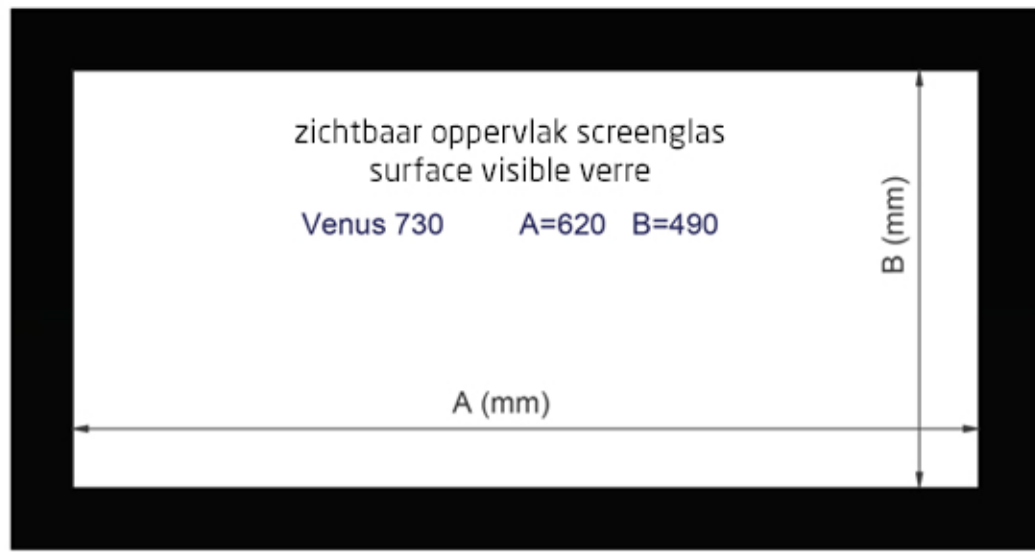 zichtbaar oppervlak screenglas
surface visible verre
Venus 730 A=620 B=490
B (mm)
A (mm)